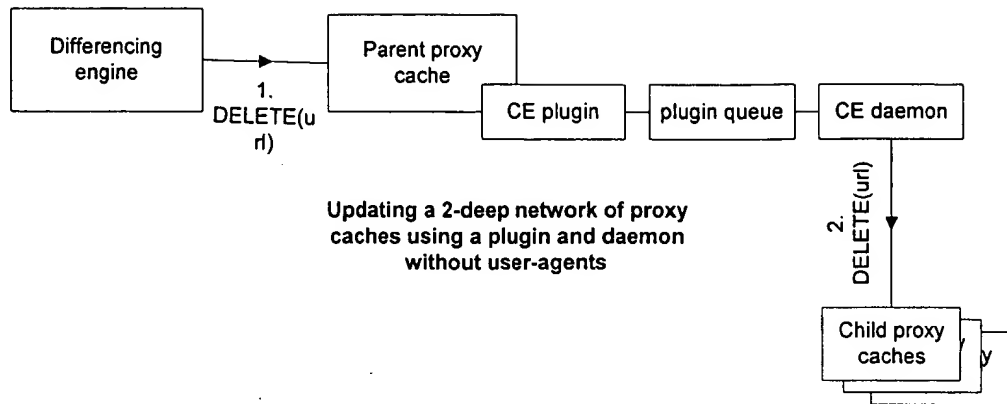 Differencing
engine
1.
DELETE(u
rl)
Parent proxy
cache
CE plugin
plugin queue
CE daemon
2.
DELETE(url)
Updating a 2-deep network of proxy
caches using a plugin and daemon
without user-agents
Child proxy
caches
y